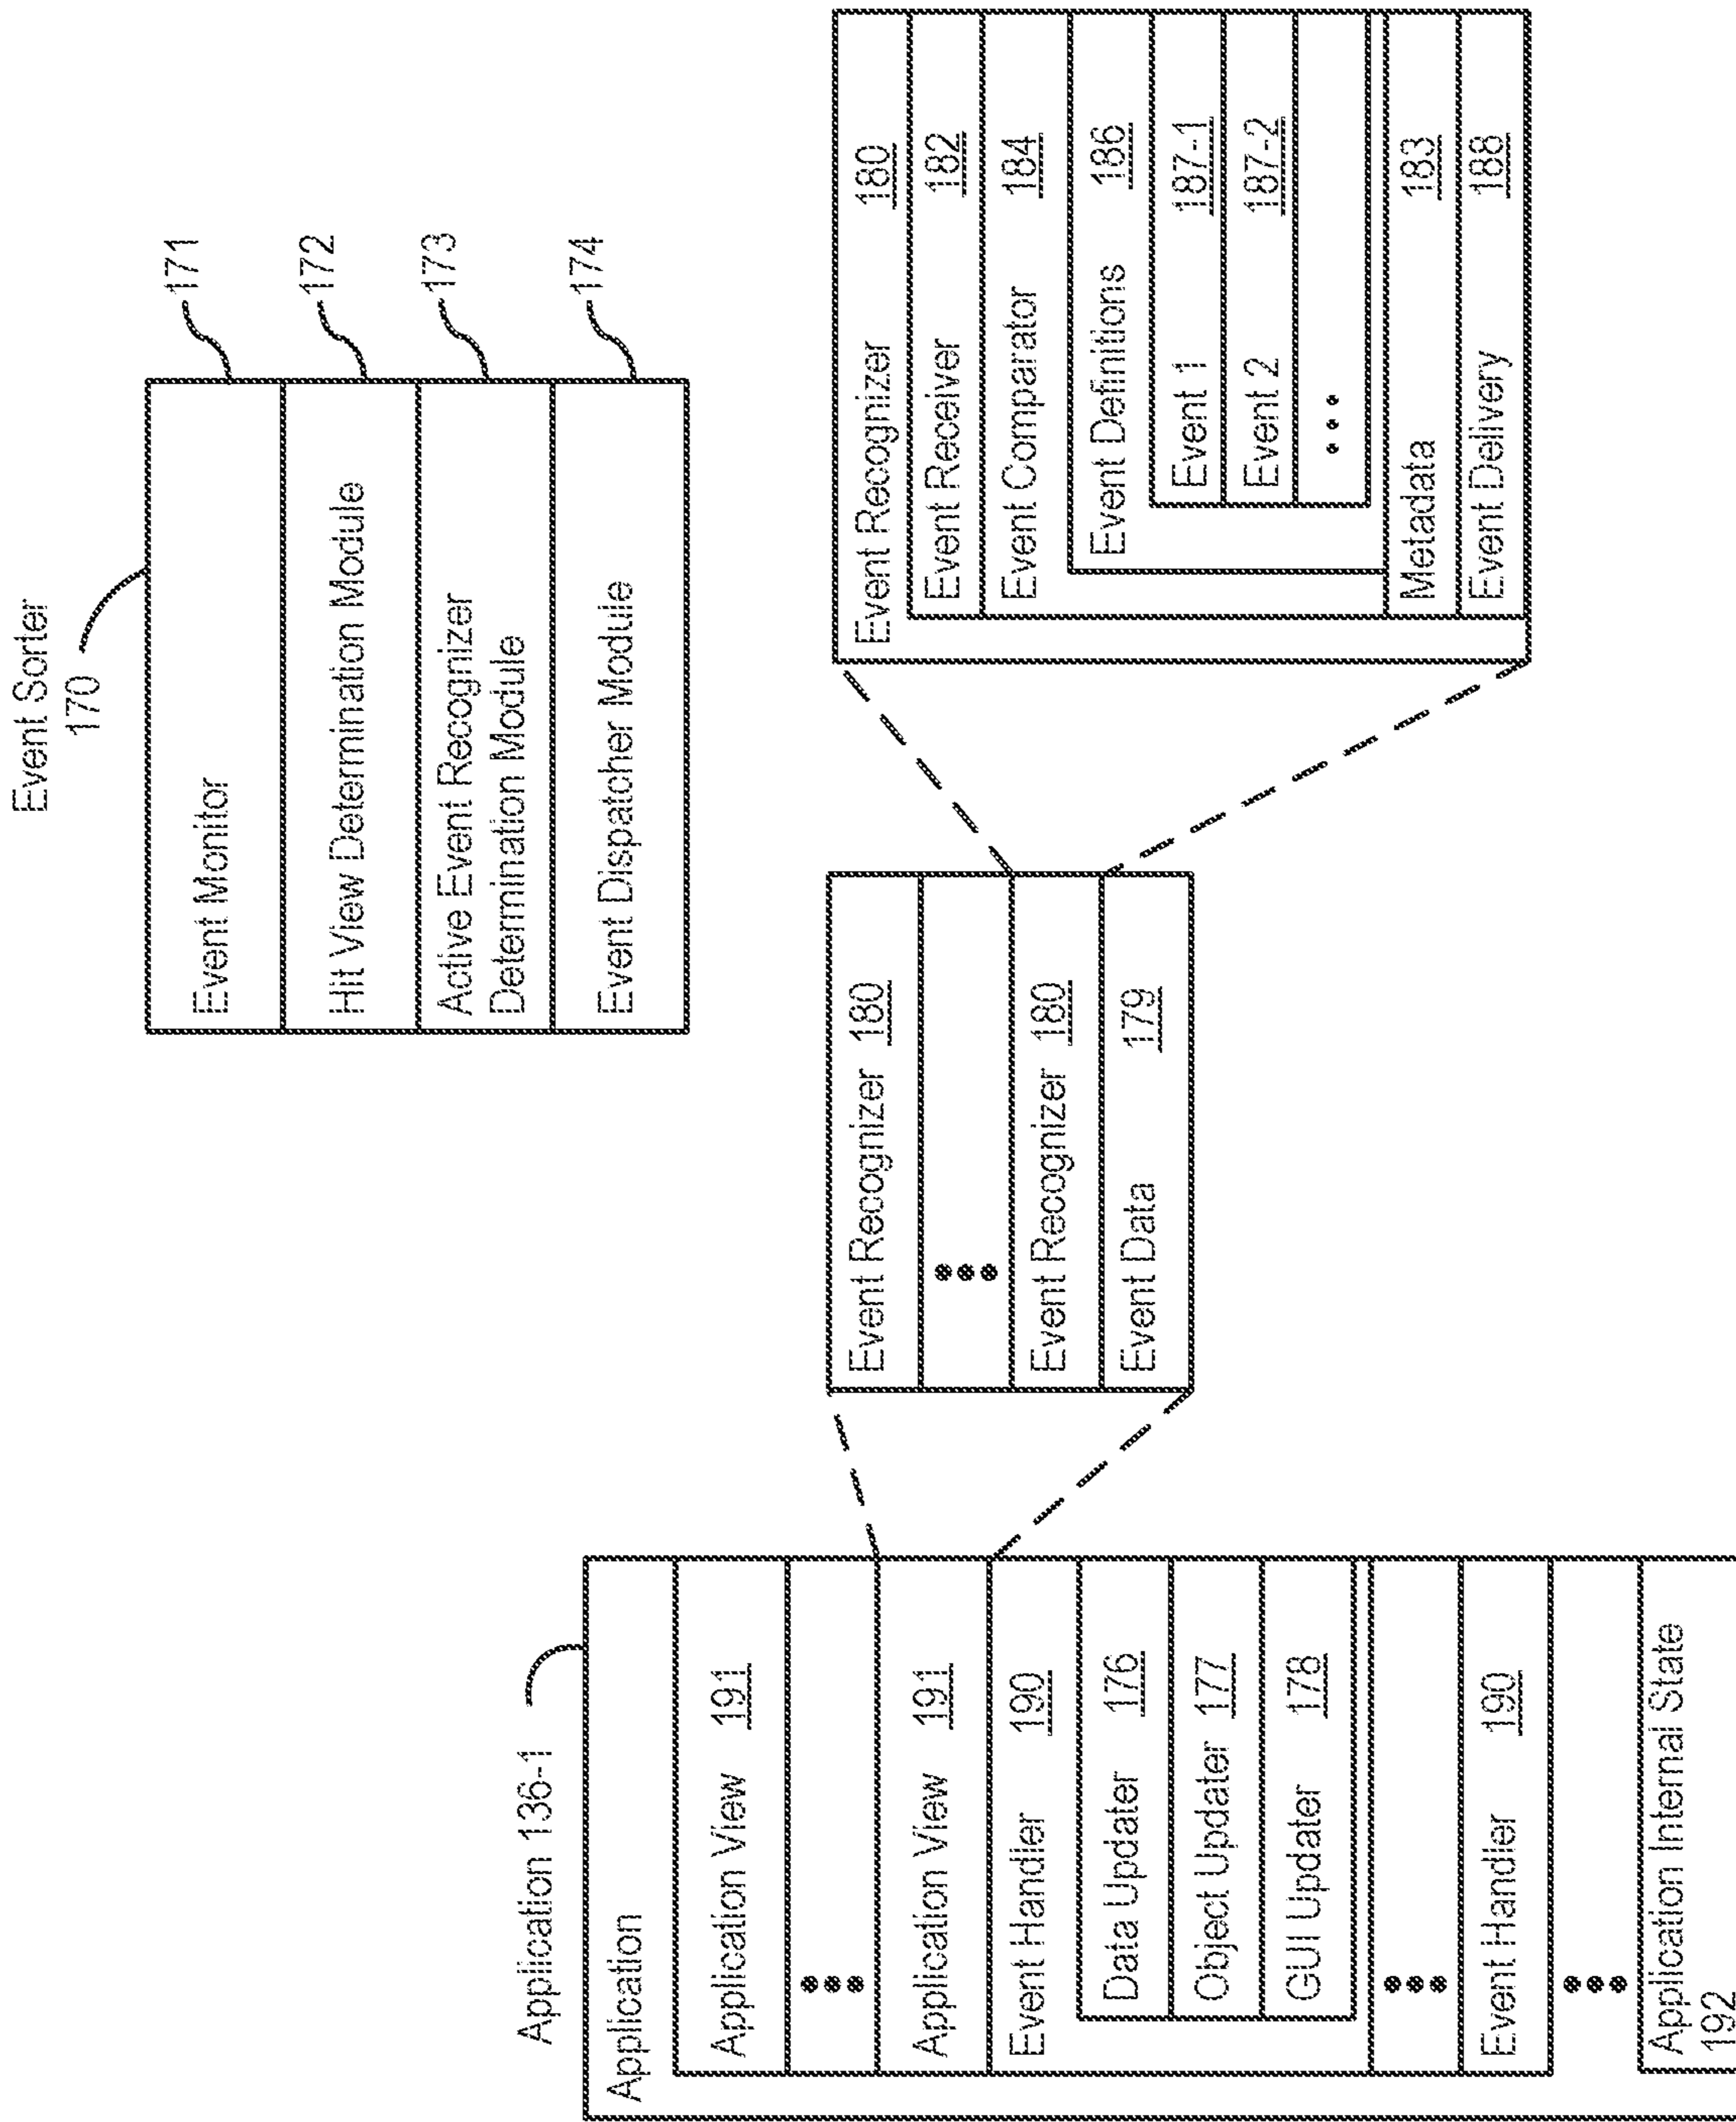 Event Sorter
170
Event Monitor
171
Hit View Determination Module
172
Active Event Recognizer
Determination Module
173
Event Dispatcher Module
174
Application 136-1
Application
Application View 191
Application View 191
Event Handler 190
Data Updater 176
Object Updater 177
GUI Updater 178
Event Handler 190
Application Internal State
192
Event Recognizer 180
Event Recognizer 180
Event Data 179
Event Recognizer 180
Event Receiver 182
Event Comparator 184
Event Definitions 186
Event 1 187-1
Event 2 187-2
Metadata 183
Event Delivery 188